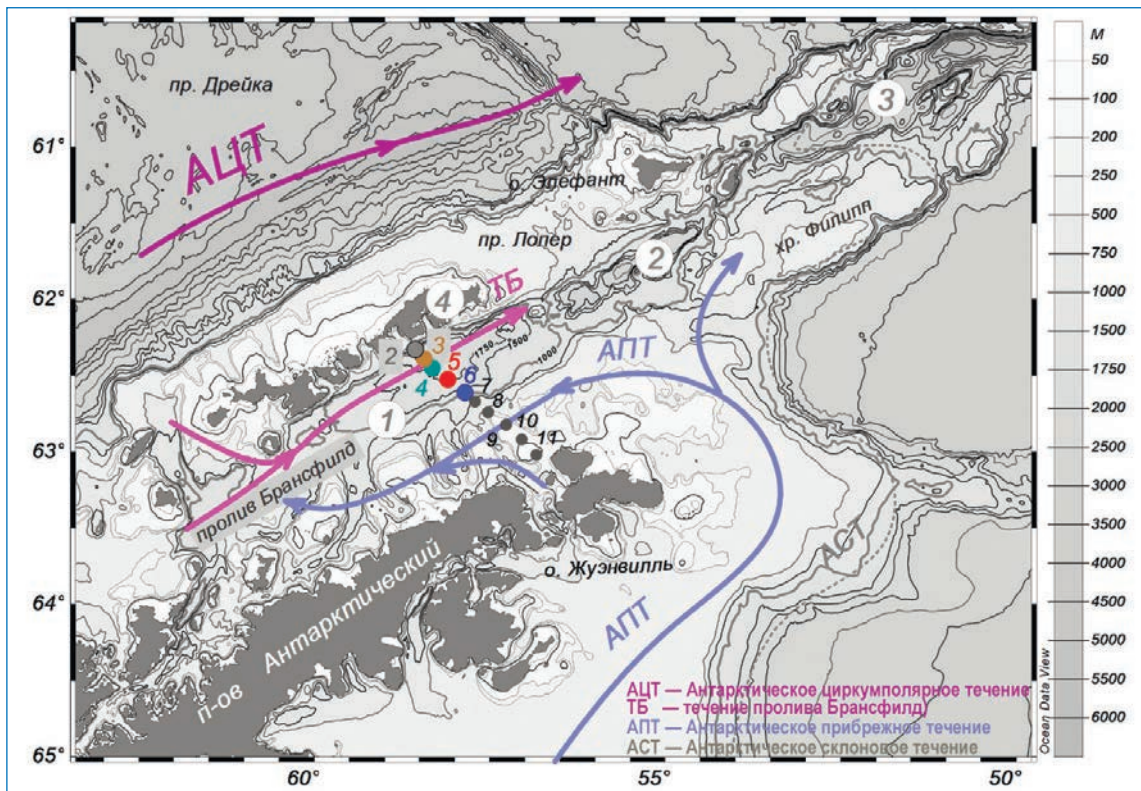 пр. Дрейка
АЦТ
о. Элефант
пр. Лопер
хр. Филипа
ТБ
АПТ
1750
1500
1000
1
2
3
4
2
3
4
5
6
7
8
9
10
11
пролив Брансфилд
о. Жуэнвилль
АСТ
АПТ
п-ов Антарктический
АЦТ — Антарктическое циркумполярное течение
ТБ — течение пролива Брансфилд
АПТ — Антарктическое прибрежное течение
АСТ — Антарктическое склоновое течение
61°
62°
63°
64°
65°
60°
55°
50°
Ocean Data View
М
50
100
200
250
500
750
1000
1500
1750
2000
2500
3000
3500
4500
5000
5500
6000